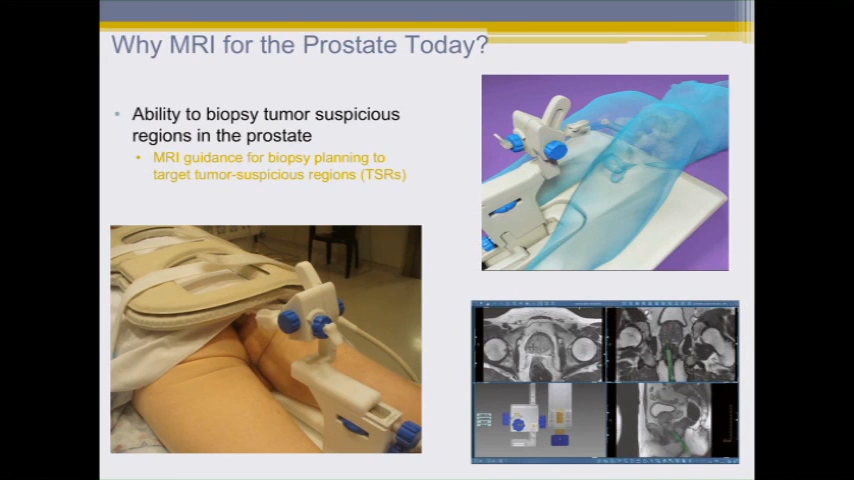 Why MRI for the Prostate Today?
Ability to biopsy tumor suspicious
regions in the prostate
MRI guidance for biopsy planning to
target tumor-suspicious regions (TSRs)